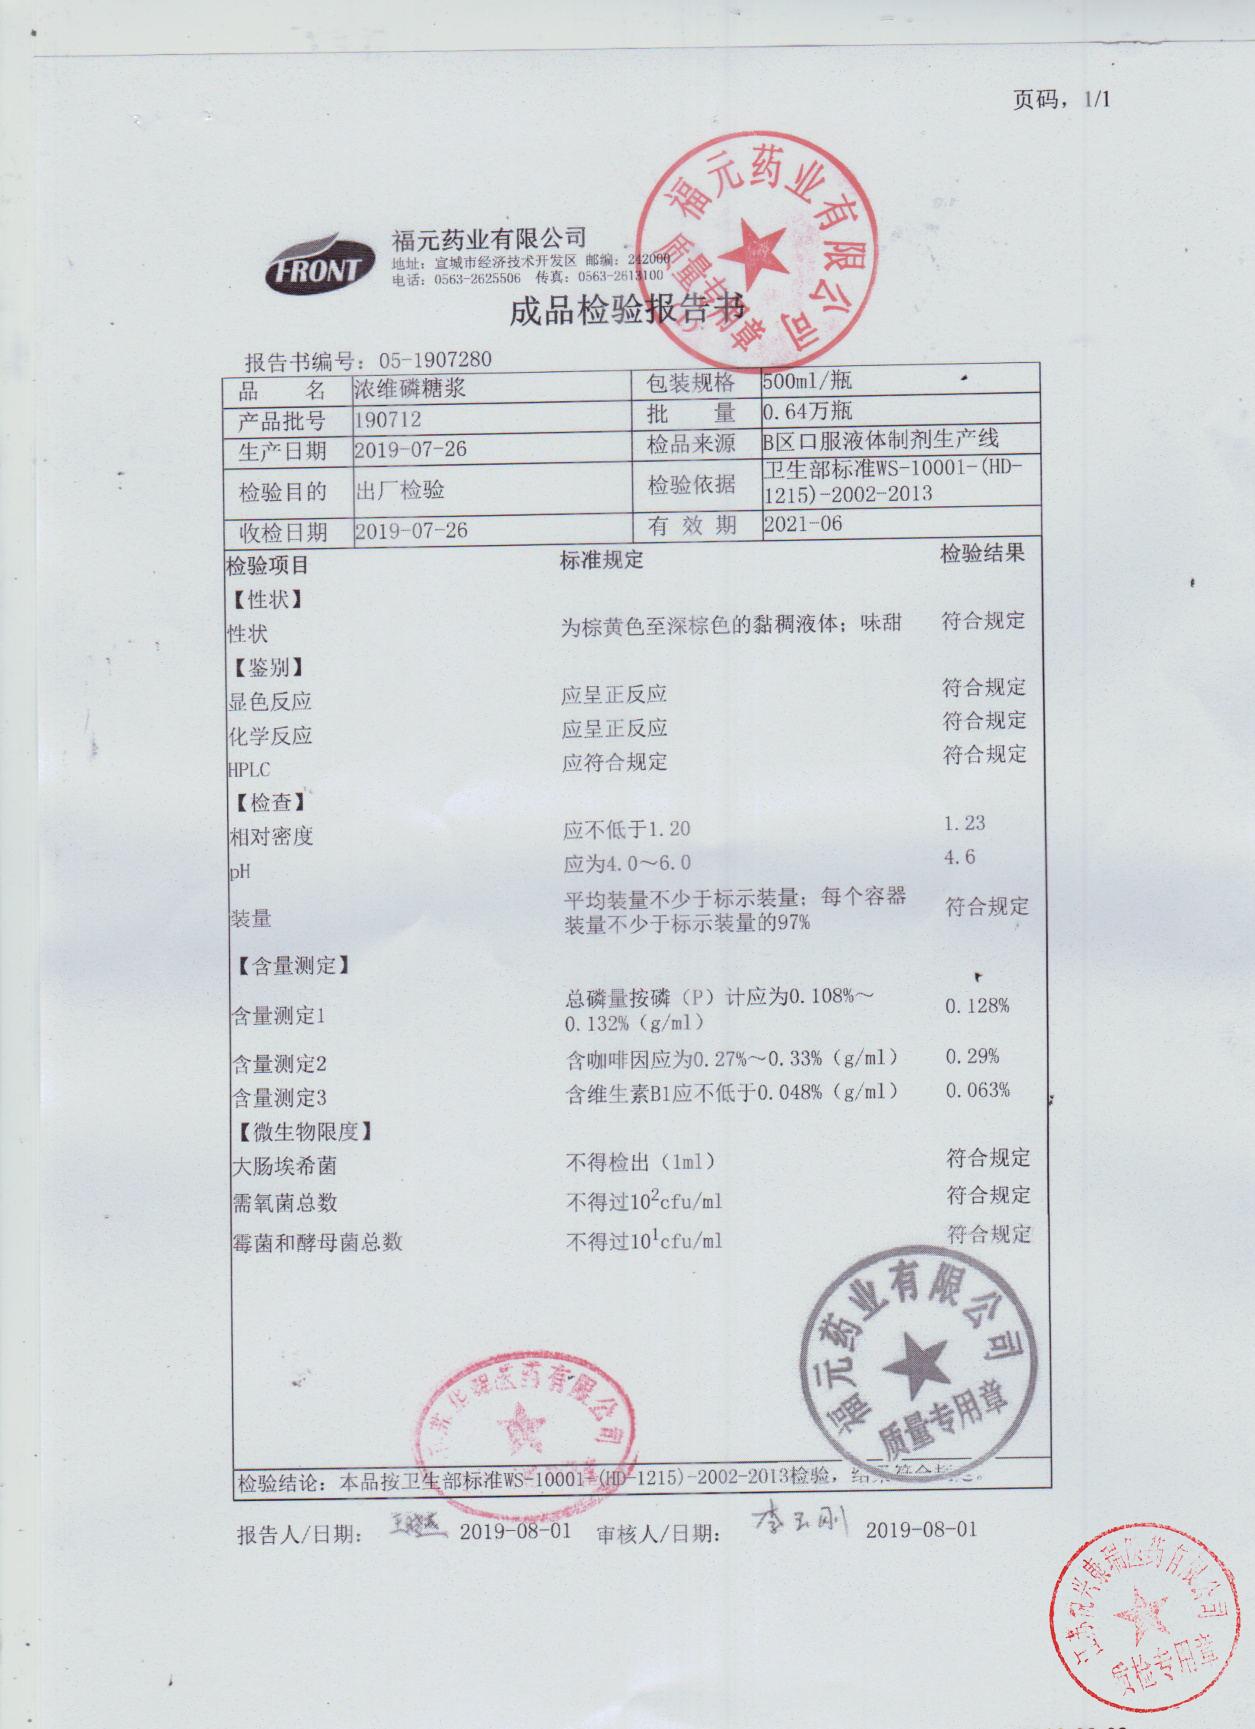 页码，1/1
福元药业有限公司
FRONT
地址：宣城市经济技术开发区 邮编：242000
电话：0563-2625506 传真：0563-2613100
福元药业有限公司
质量专用章
成品检验报告书
报告书编号：05-1907280
品 名 浓维磷糖浆 包装规格 500ml/瓶
产品批号 190712 批 量 0.64万瓶
生产日期 2019-07-26 检品来源 B区口服液体制剂生产线
检验目的 出厂检验 检验依据 卫生部标准WS-10001-(HD-
1215)-2002-2013
收检日期 2019-07-26 有 效 期 2021-06
检验项目 标准规定 检验结果
【性状】
性状 为棕黄色至深棕色的黏稠液体；味甜 符合规定
【鉴别】
显色反应 应呈正反应 符合规定
化学反应 应呈正反应 符合规定
HPLC 应符合规定 符合规定
【检查】
相对密度 应不低于1.20 1.23
pH 应为4.0～6.0 4.6
装量 平均装量不少于标示装量；每个容器 符合规定
装量不少于标示装量的97%
【含量测定】
含量测定1 总磷量按磷（P）计应为0.108%～ 0.128%
0.132%（g/ml）
含量测定2 含咖啡因应为0.27%～0.33%（g/ml） 0.29%
含量测定3 含维生素B1应不低于0.048%（g/ml） 0.063%
【微生物限度】
大肠埃希菌 不得检出（1ml） 符合规定
需氧菌总数 不得过10²cfu/ml 符合规定
霉菌和酵母菌总数 不得过10¹cfu/ml 符合规定
福元药业有限公司
质量专用章
医药有限公司
检验结论：本品按卫生部标准WS-10001-(HD-1215)-2002-2013检验，结果符合规定。
报告人/日期： 2019-08-01 审核人/日期： 李玉刚 2019-08-01
医药有限公司
质检专用章